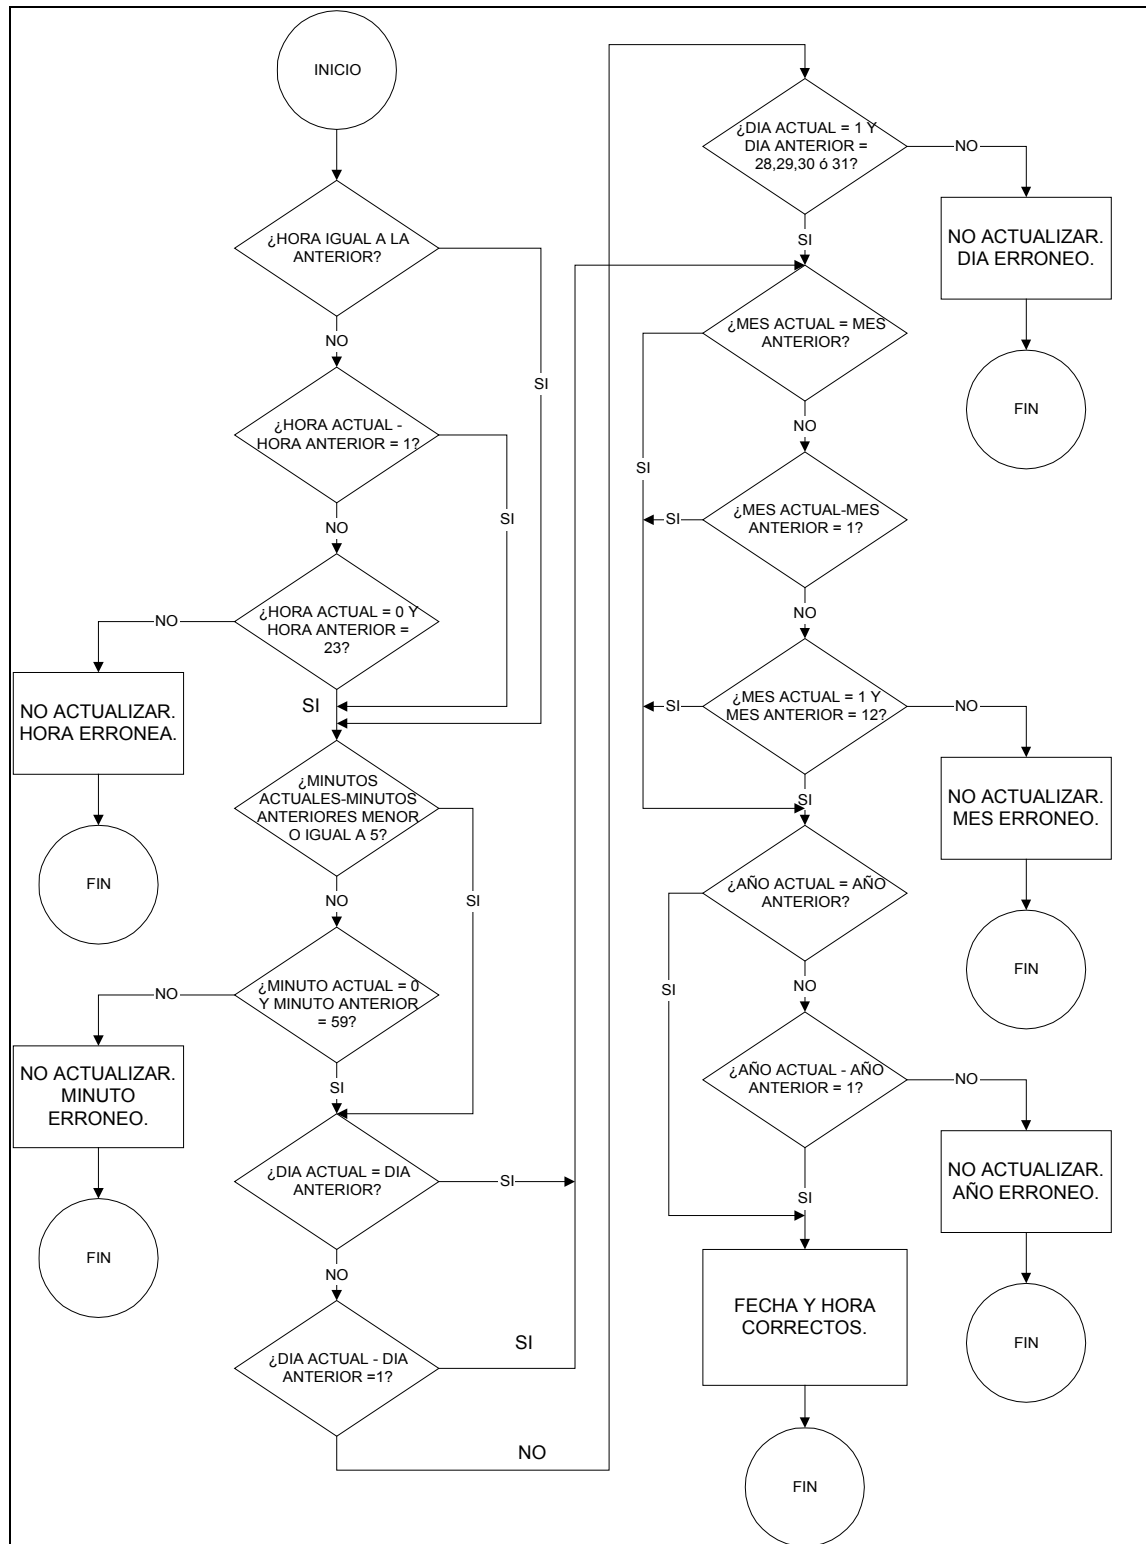 INICIO
¿HORA IGUAL A LA
ANTERIOR?
NO
SI
¿HORA ACTUAL -
HORA ANTERIOR = 1?
SI
NO
¿HORA ACTUAL = 0 Y
HORA ANTERIOR =
23?
NO
NO ACTUALIZAR.
HORA ERRONEA.
FIN
SI
¿MINUTOS
ACTUALES-MINUTOS
ANTERIORES MENOR
O IGUAL A 5?
SI
NO
¿MINUTO ACTUAL = 0
Y MINUTO ANTERIOR
= 59?
NO
NO ACTUALIZAR.
MINUTO
ERRONEO.
FIN
SI
¿DIA ACTUAL = DIA
ANTERIOR?
SI
NO
¿DIA ACTUAL - DIA
ANTERIOR =1?
SI
NO
¿DIA ACTUAL = 1 Y
DIA ANTERIOR =
28,29,30 ó 31?
NO
NO ACTUALIZAR.
DIA ERRONEO.
FIN
SI
¿MES ACTUAL = MES
ANTERIOR?
SI
NO
¿MES ACTUAL-MES
ANTERIOR = 1?
SI
NO
¿MES ACTUAL = 1 Y
MES ANTERIOR = 12?
SI
NO
NO ACTUALIZAR.
MES ERRONEO.
FIN
SI
¿AÑO ACTUAL = AÑO
ANTERIOR?
SI
NO
¿AÑO ACTUAL - AÑO
ANTERIOR = 1?
NO
NO ACTUALIZAR.
AÑO ERRONEO.
FIN
SI
FECHA Y HORA
CORRECTOS.
FIN